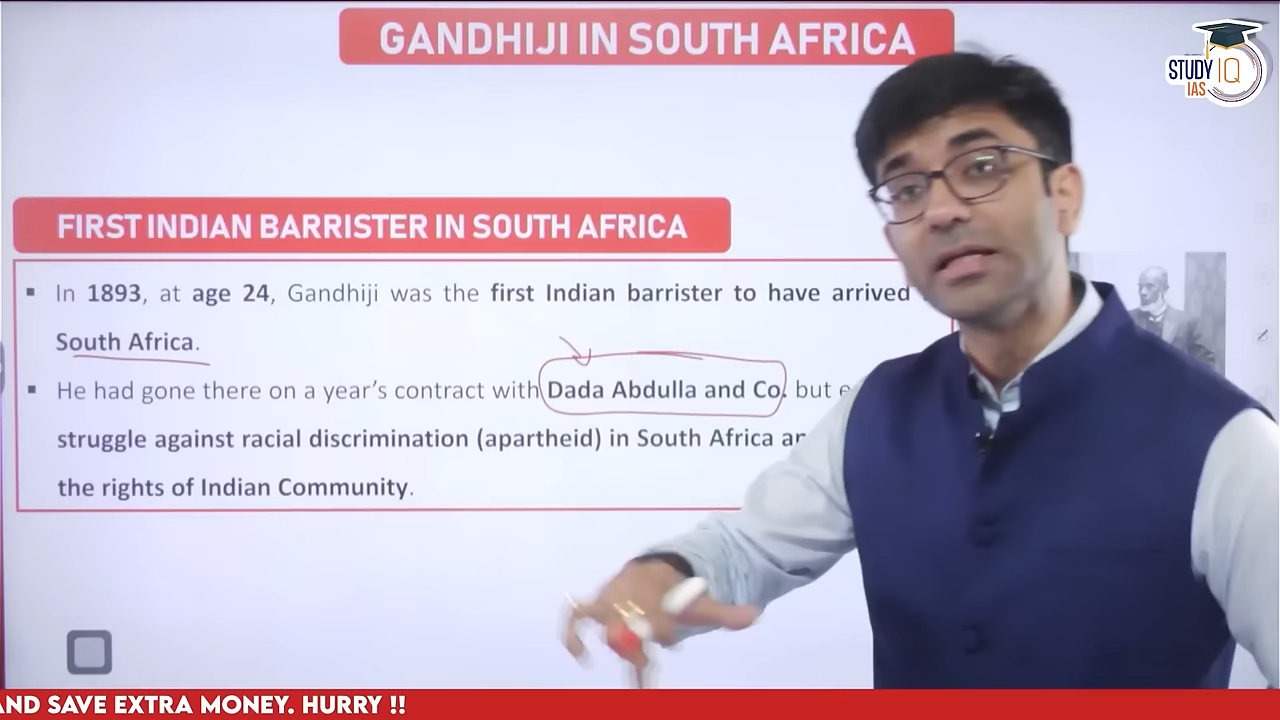 GANDHIJI IN SOUTH AFRICA
STUDY IQ
IAS
FIRST INDIAN BARRISTER IN SOUTH AFRICA
▪ In 1893, at age 24, Gandhiji was the first Indian barrister to have arrived
South Africa.
▪ He had gone there on a year's contract with Dada Abdulla and Co. but
struggle against racial discrimination (apartheid) in South Africa
the rights of Indian Community.
AND SAVE EXTRA MONEY. HURRY !!